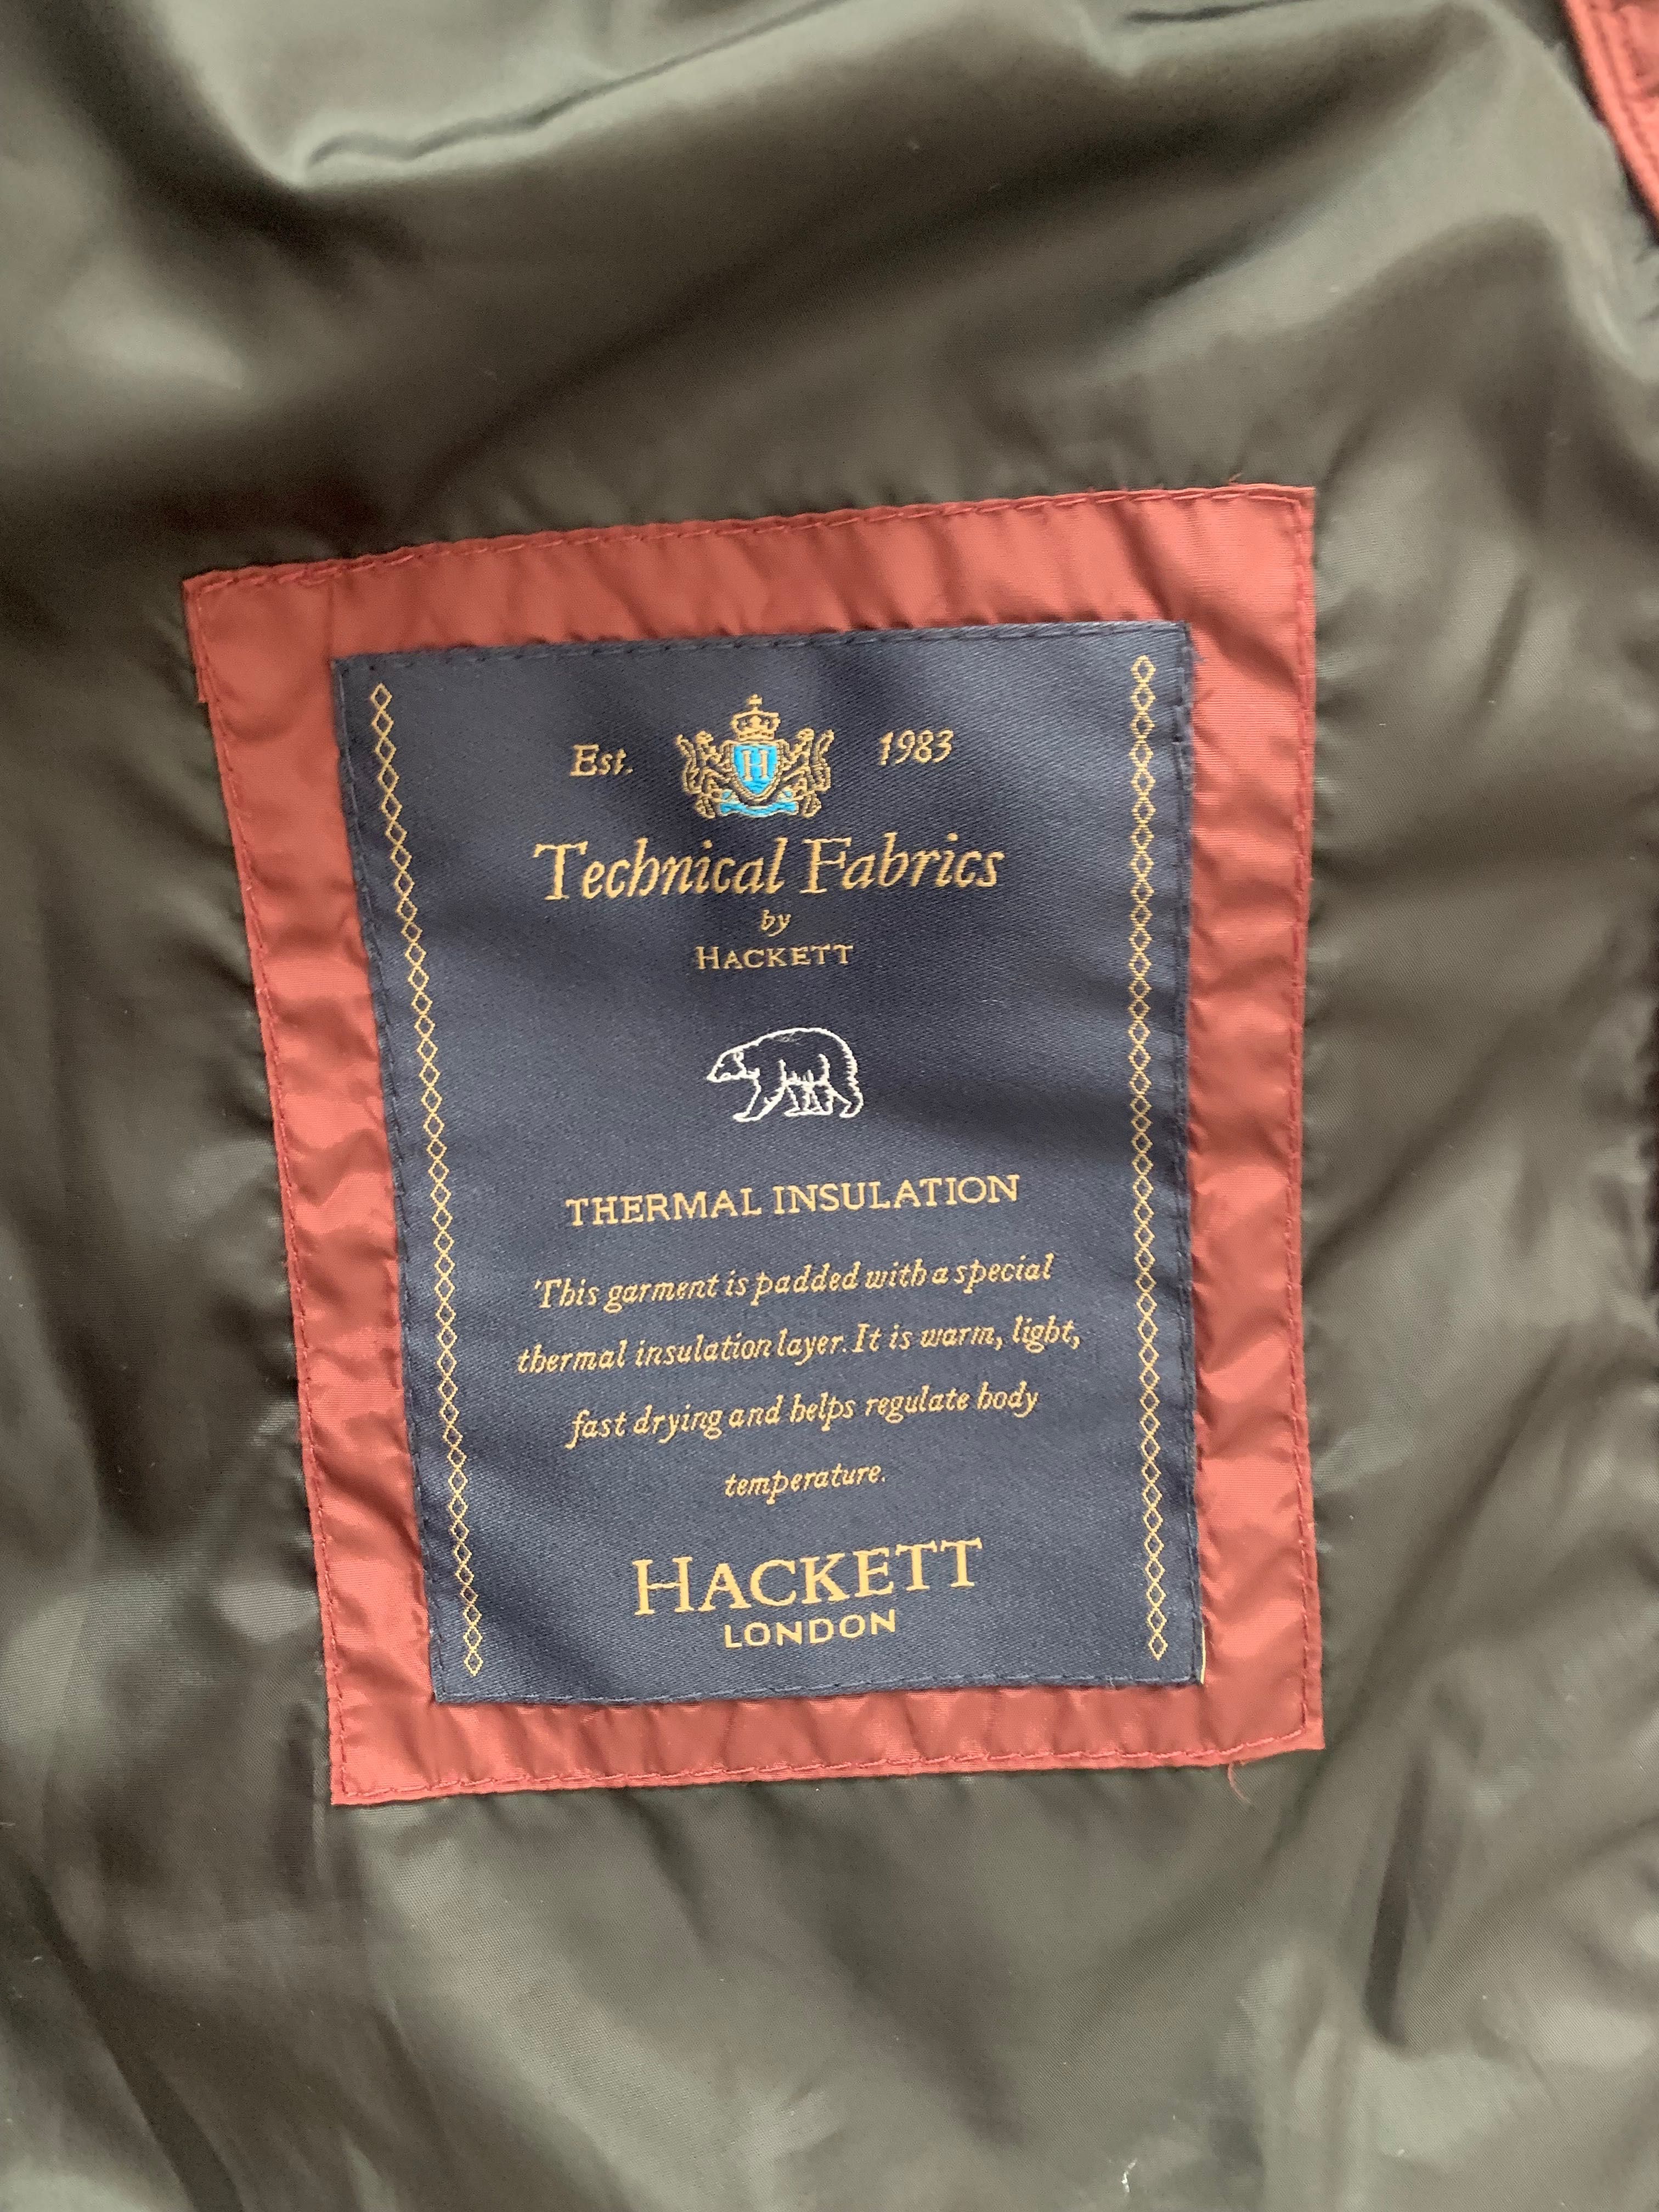 Est. H 1983
Technical Fabrics
by
HACKETT
THERMAL INSULATION
'This garment is padded with a special
thermal insulation layer. It is warm, light,
fast drying and helps regulate body
temperature.
HACKETT
LONDON